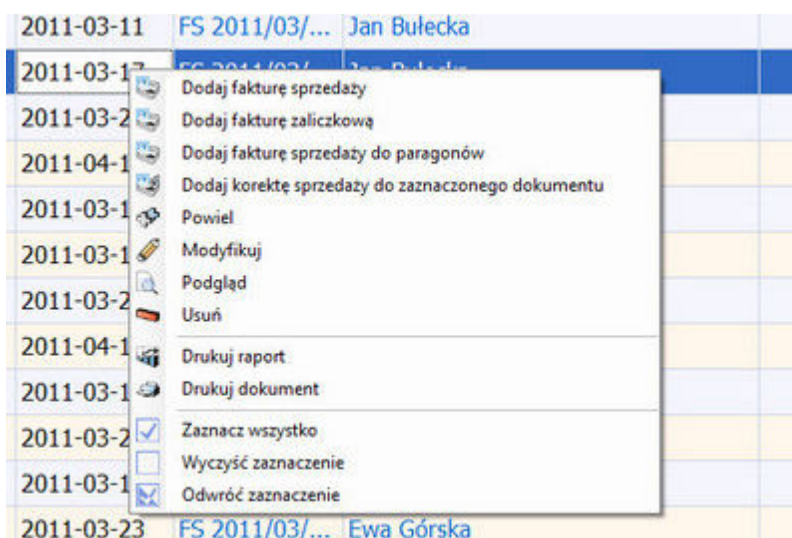 2011-03-11 FS 2011/03/... Jan Bułecka
2011-03-17
Dodaj fakturę sprzedaży
2011-03-2
Dodaj fakturę zaliczkową
2011-04-1
Dodaj fakturę sprzedaży do paragonów
Dodaj korektę sprzedaży do zaznaczonego dokumentu
2011-03-1
Powiel
2011-03-1
Modyfikuj
Podgląd
2011-03-2
Usuń
2011-04-1
Drukuj raport
2011-03-1
Drukuj dokument
2011-03-2
Zaznacz wszystko
Wyczyść zaznaczenie
2011-03-1
Odwróć zaznaczenie
2011-03-23 FS 2011/03/... Ewa Górska